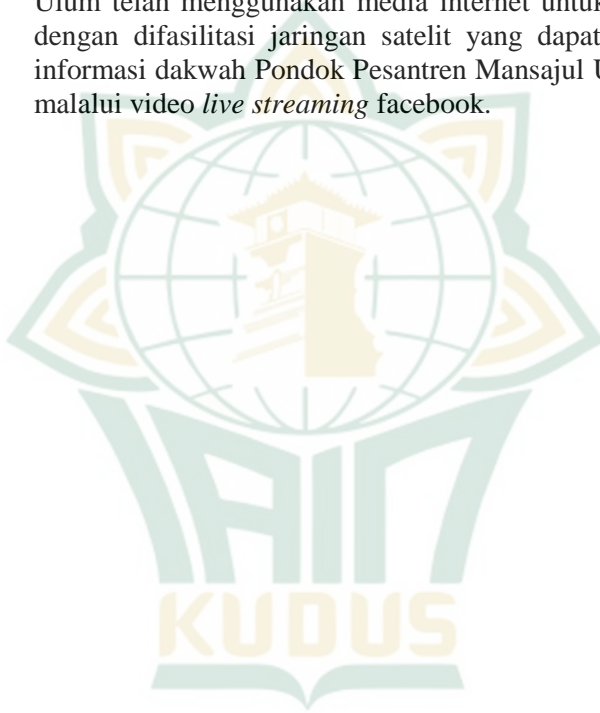 Ulum telah menggunakan media internet untuk
dengan difasilitasi jaringan satelit yang dapat
informasi dakwah Pondok Pesantren Mansajul U
malalui video live streaming facebook.
IAIN
KUDUS